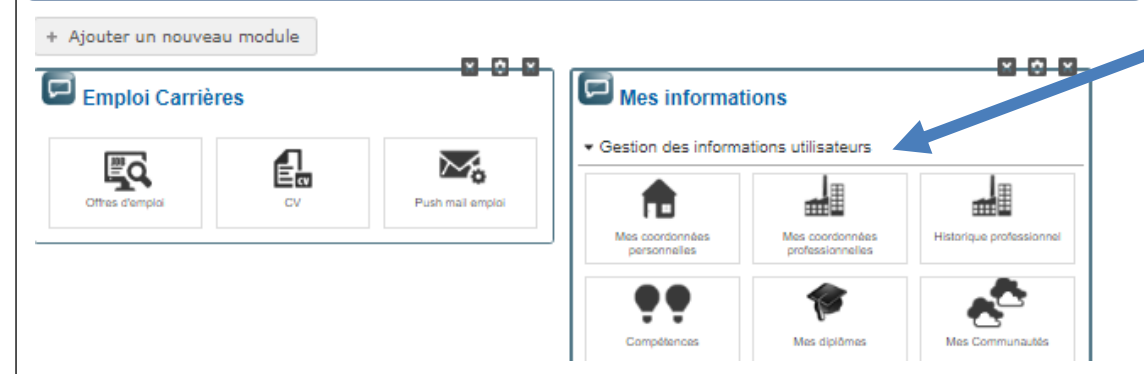 + Ajouter un nouveau module
Emploi Carrières
Offres d'emploi
CV
CV
Push mail emploi
Mes informations
Gestion des informations utilisateurs
Mes coordonnées
personnelles
Mes coordonnées
professionnelles
Historique professionnel
Compétences
Mes diplômes
Mes Communautés